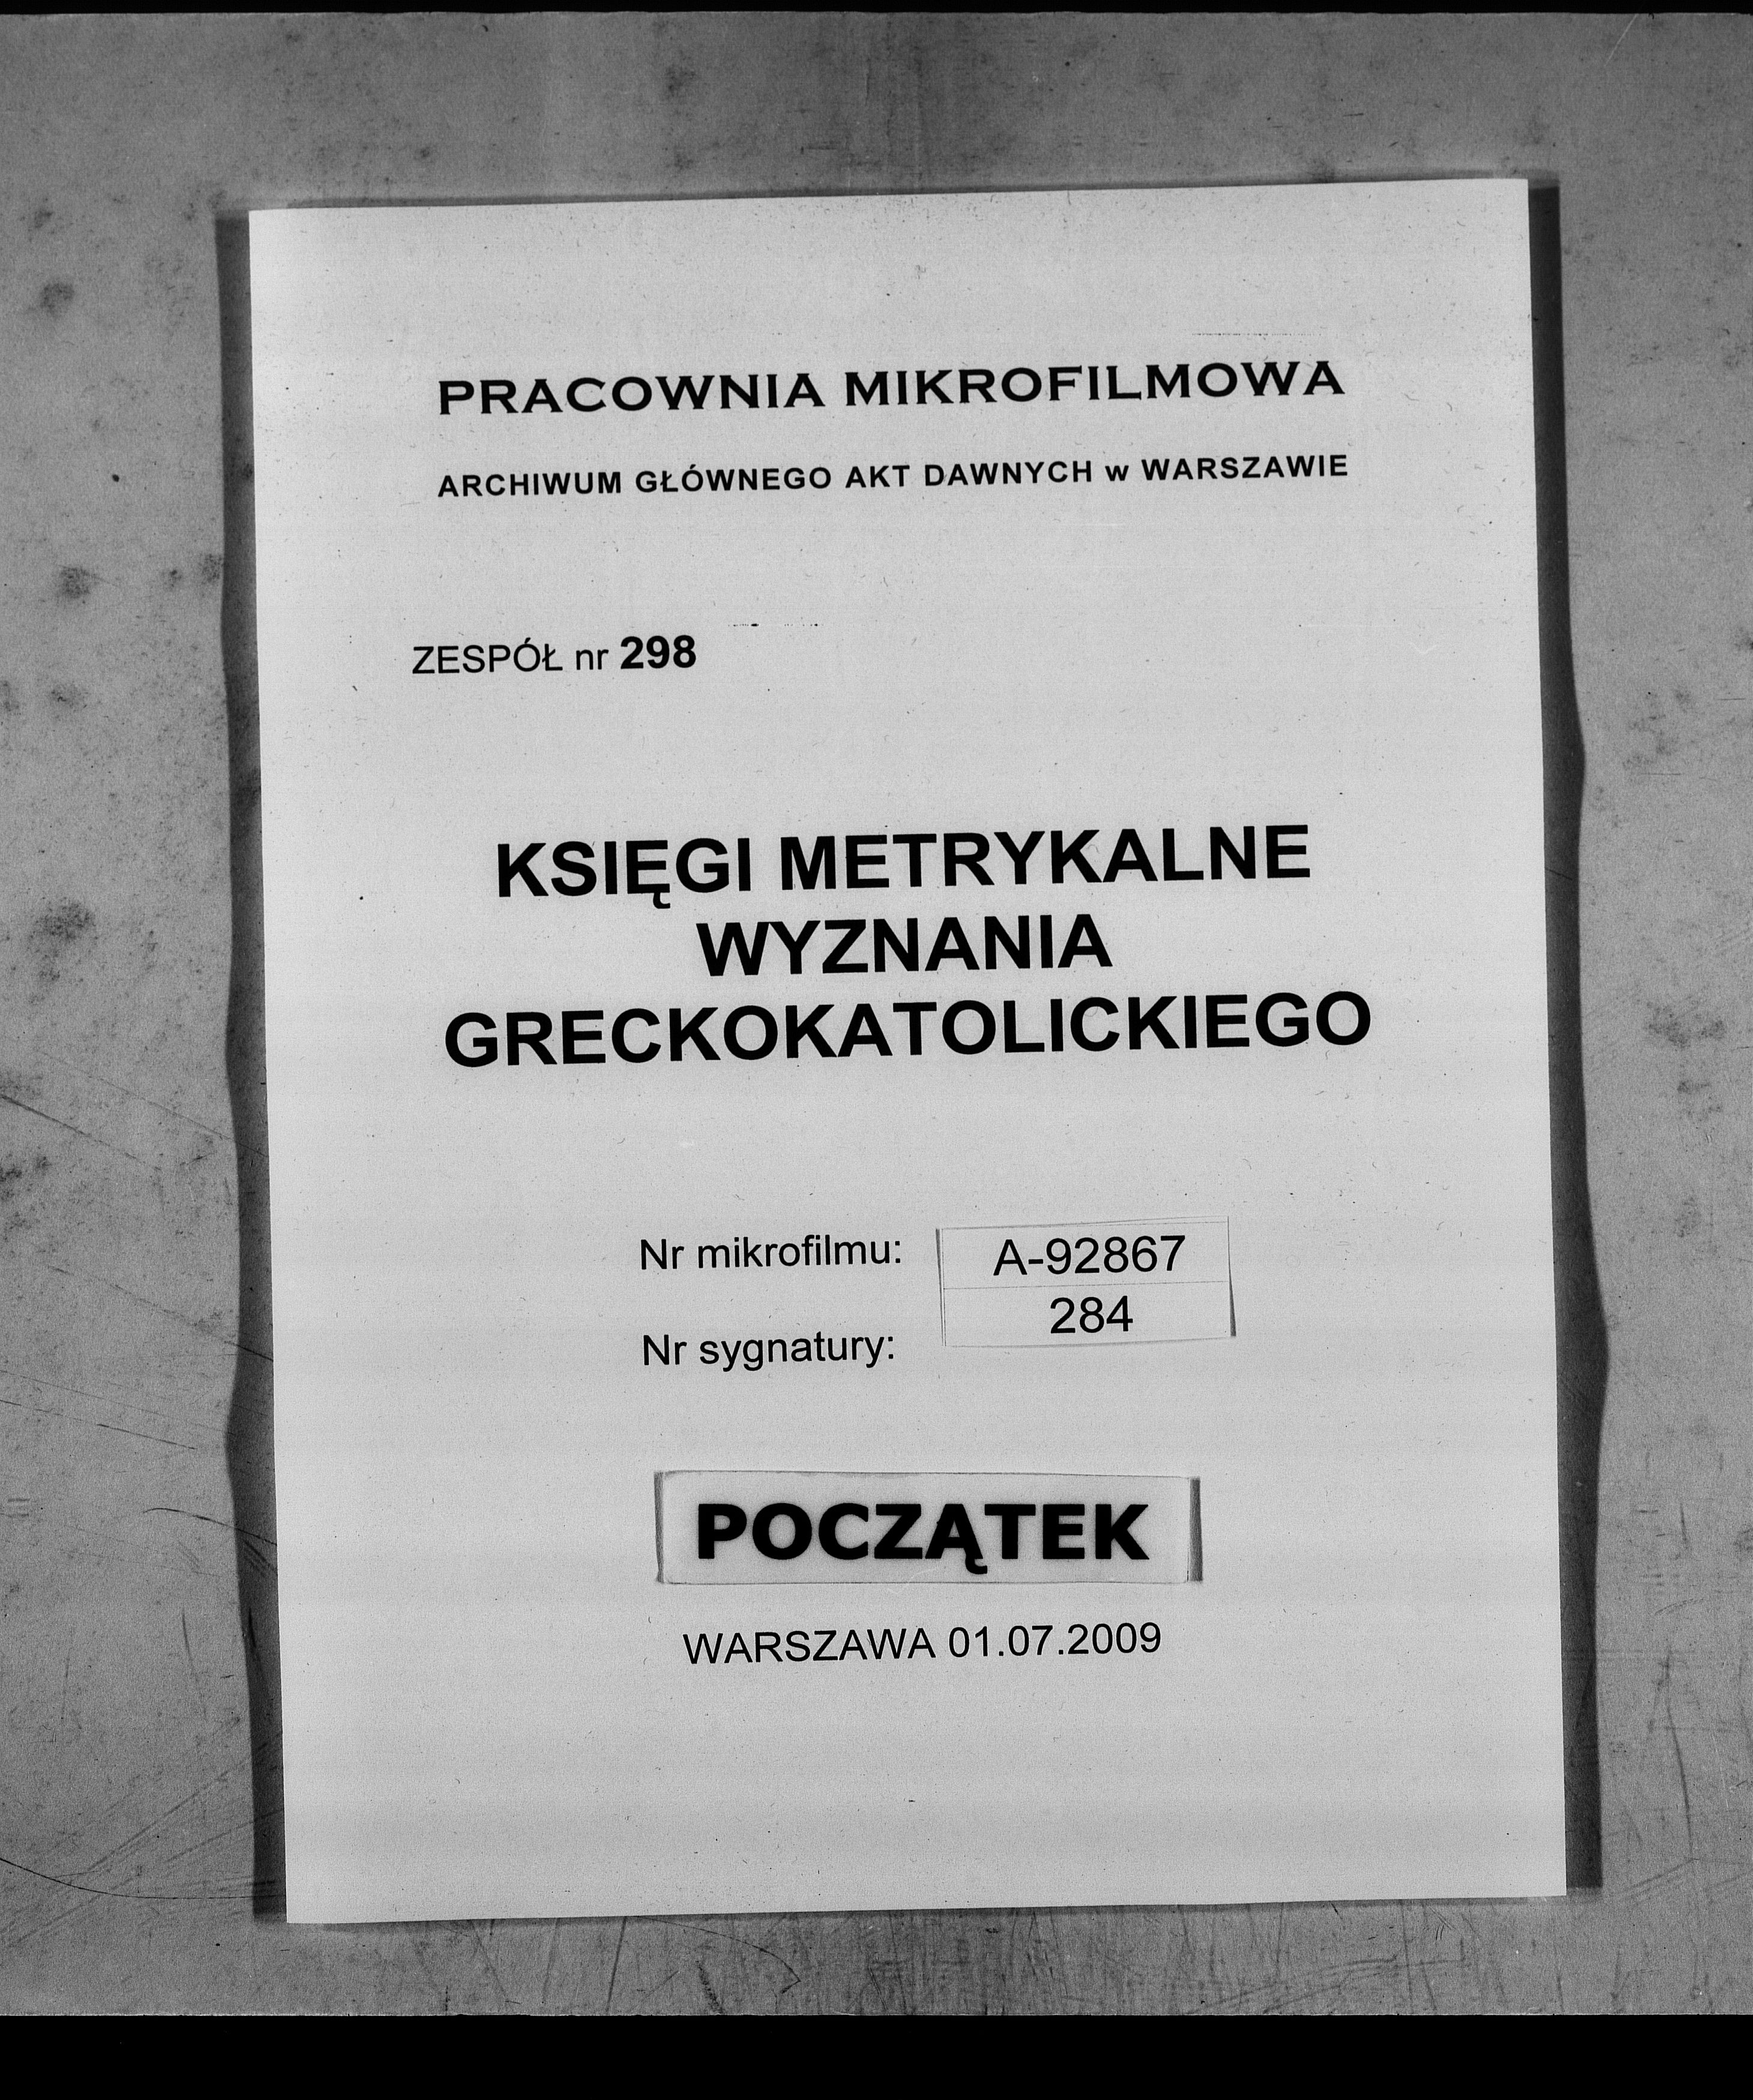 PRACOWNIA MIKROFILMOWA
ARCHIWUM GŁÓWNEGO AKT DAWNYCH w WARSZAWIE
ZESPÓŁ nr 298
KSIĘGI METRYKALNE
WYZNANIA
GRECKOKATOLICKIEGO
Nr mikrofilmu: A-92867
Nr sygnatury: 284
POCZĄTEK
WARSZAWA 01.07.2009